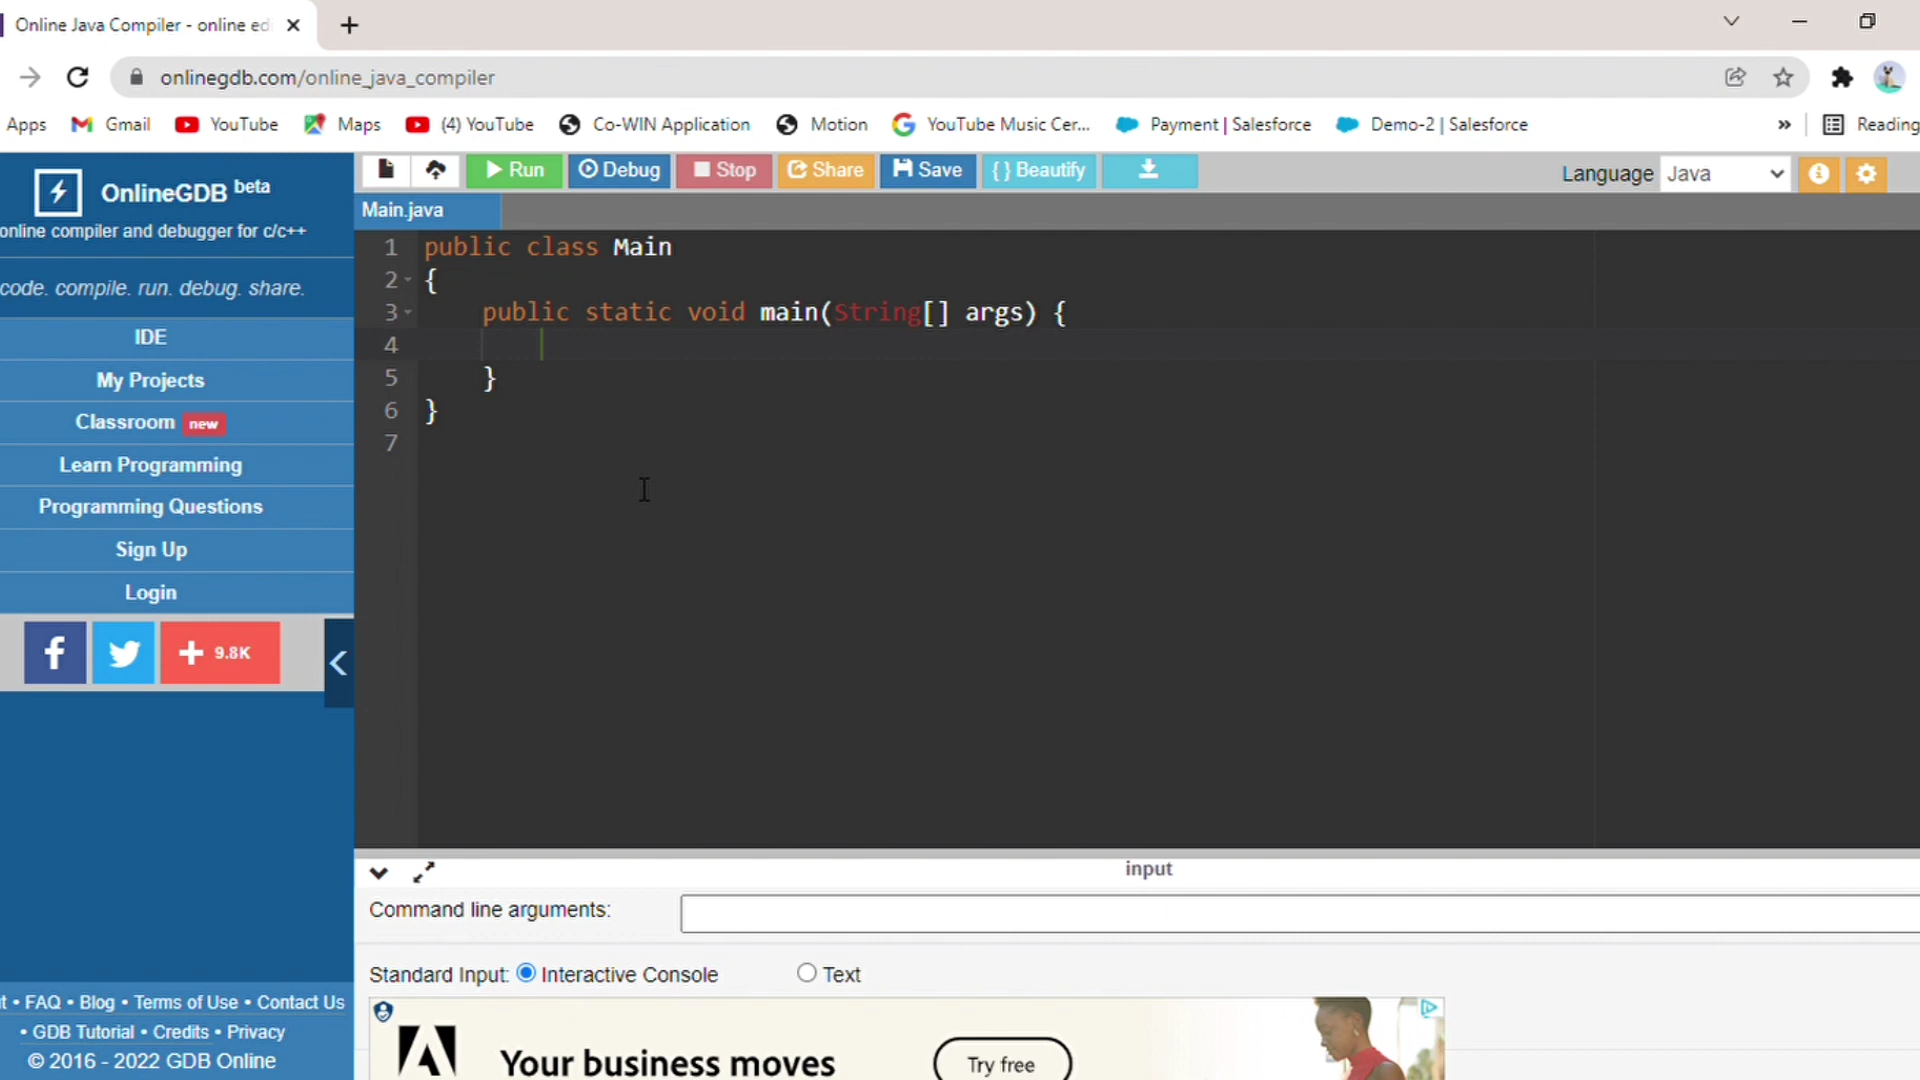 Online Java Compiler - online ed
onlinegdb.com/online_java_compiler
Apps Gmail YouTube Maps (4) YouTube Co-WIN Application Motion YouTube Music Cer... Payment | Salesforce Demo-2 | Salesforce » Reading
OnlineGDB beta
online compiler and debugger for c/c++
code. compile. run. debug. share.
IDE
My Projects
Classroom new
Learn Programming
Programming Questions
Sign Up
Login
+ 9.8K
t • FAQ • Blog • Terms of Use • Contact Us
• GDB Tutorial • Credits • Privacy
© 2016 - 2022 GDB Online
Run Debug Stop Share Save { } Beautify Language Java
Main.java
1 public class Main
2 {
3 public static void main(String[] args) {
4
5 }
6 }
7
input
Command line arguments:
Standard Input: Interactive Console Text
Your business moves Try free